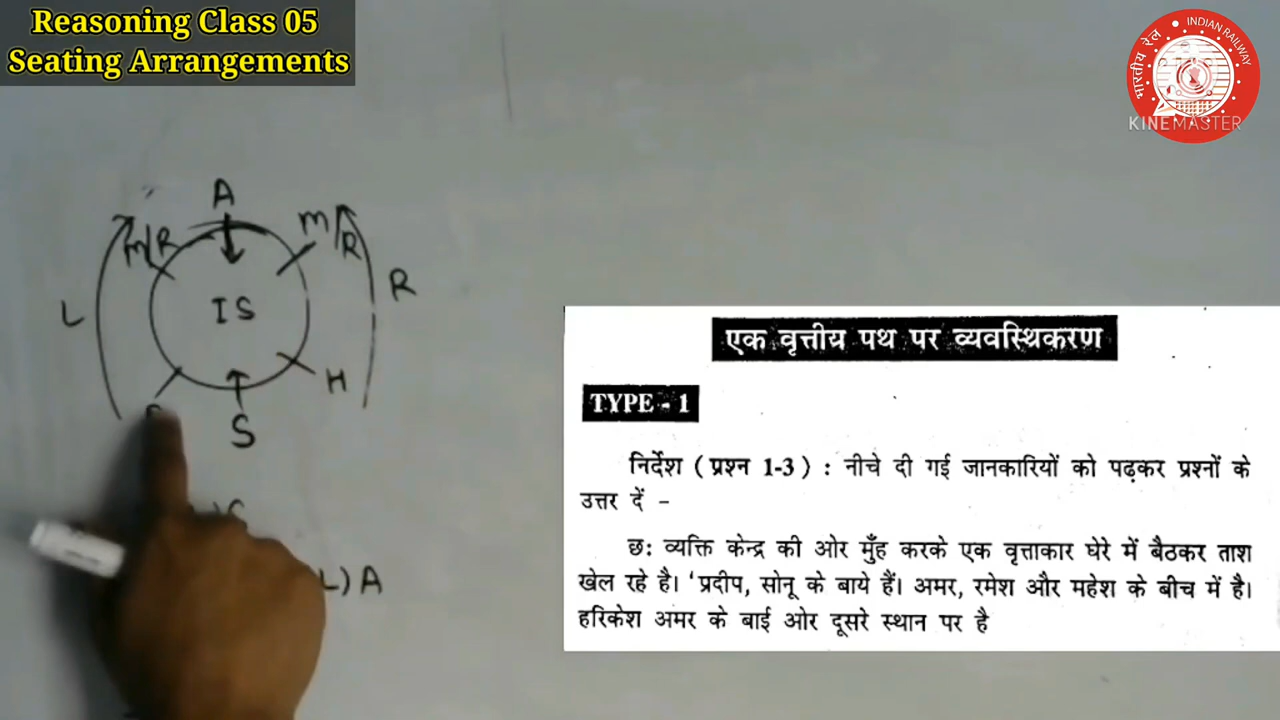 Reasoning Class 05
Seating Arrangements
भारतीय रेल
INDIAN RAILWAY
KINEMASTER
A
M/R
M/R
L
IS
R
H
S
L) A
एक वृत्तीय पथ पर व्यवस्थिकरण
TYPE - 1
निर्देश ( प्रश्न 1-3 ) : नीचे दी गई जानकारियों को पढ़कर प्रश्नों के
उत्तर दें -
छः व्यक्ति केन्द्र की ओर मुँह करके एक वृत्ताकार घेरे में बैठकर ताश
खेल रहे है। 'प्रदीप, सोनू के बाये हैं। अमर, रमेश और महेश के बीच में है।
हरिकेश अमर के बाई ओर दूसरे स्थान पर है